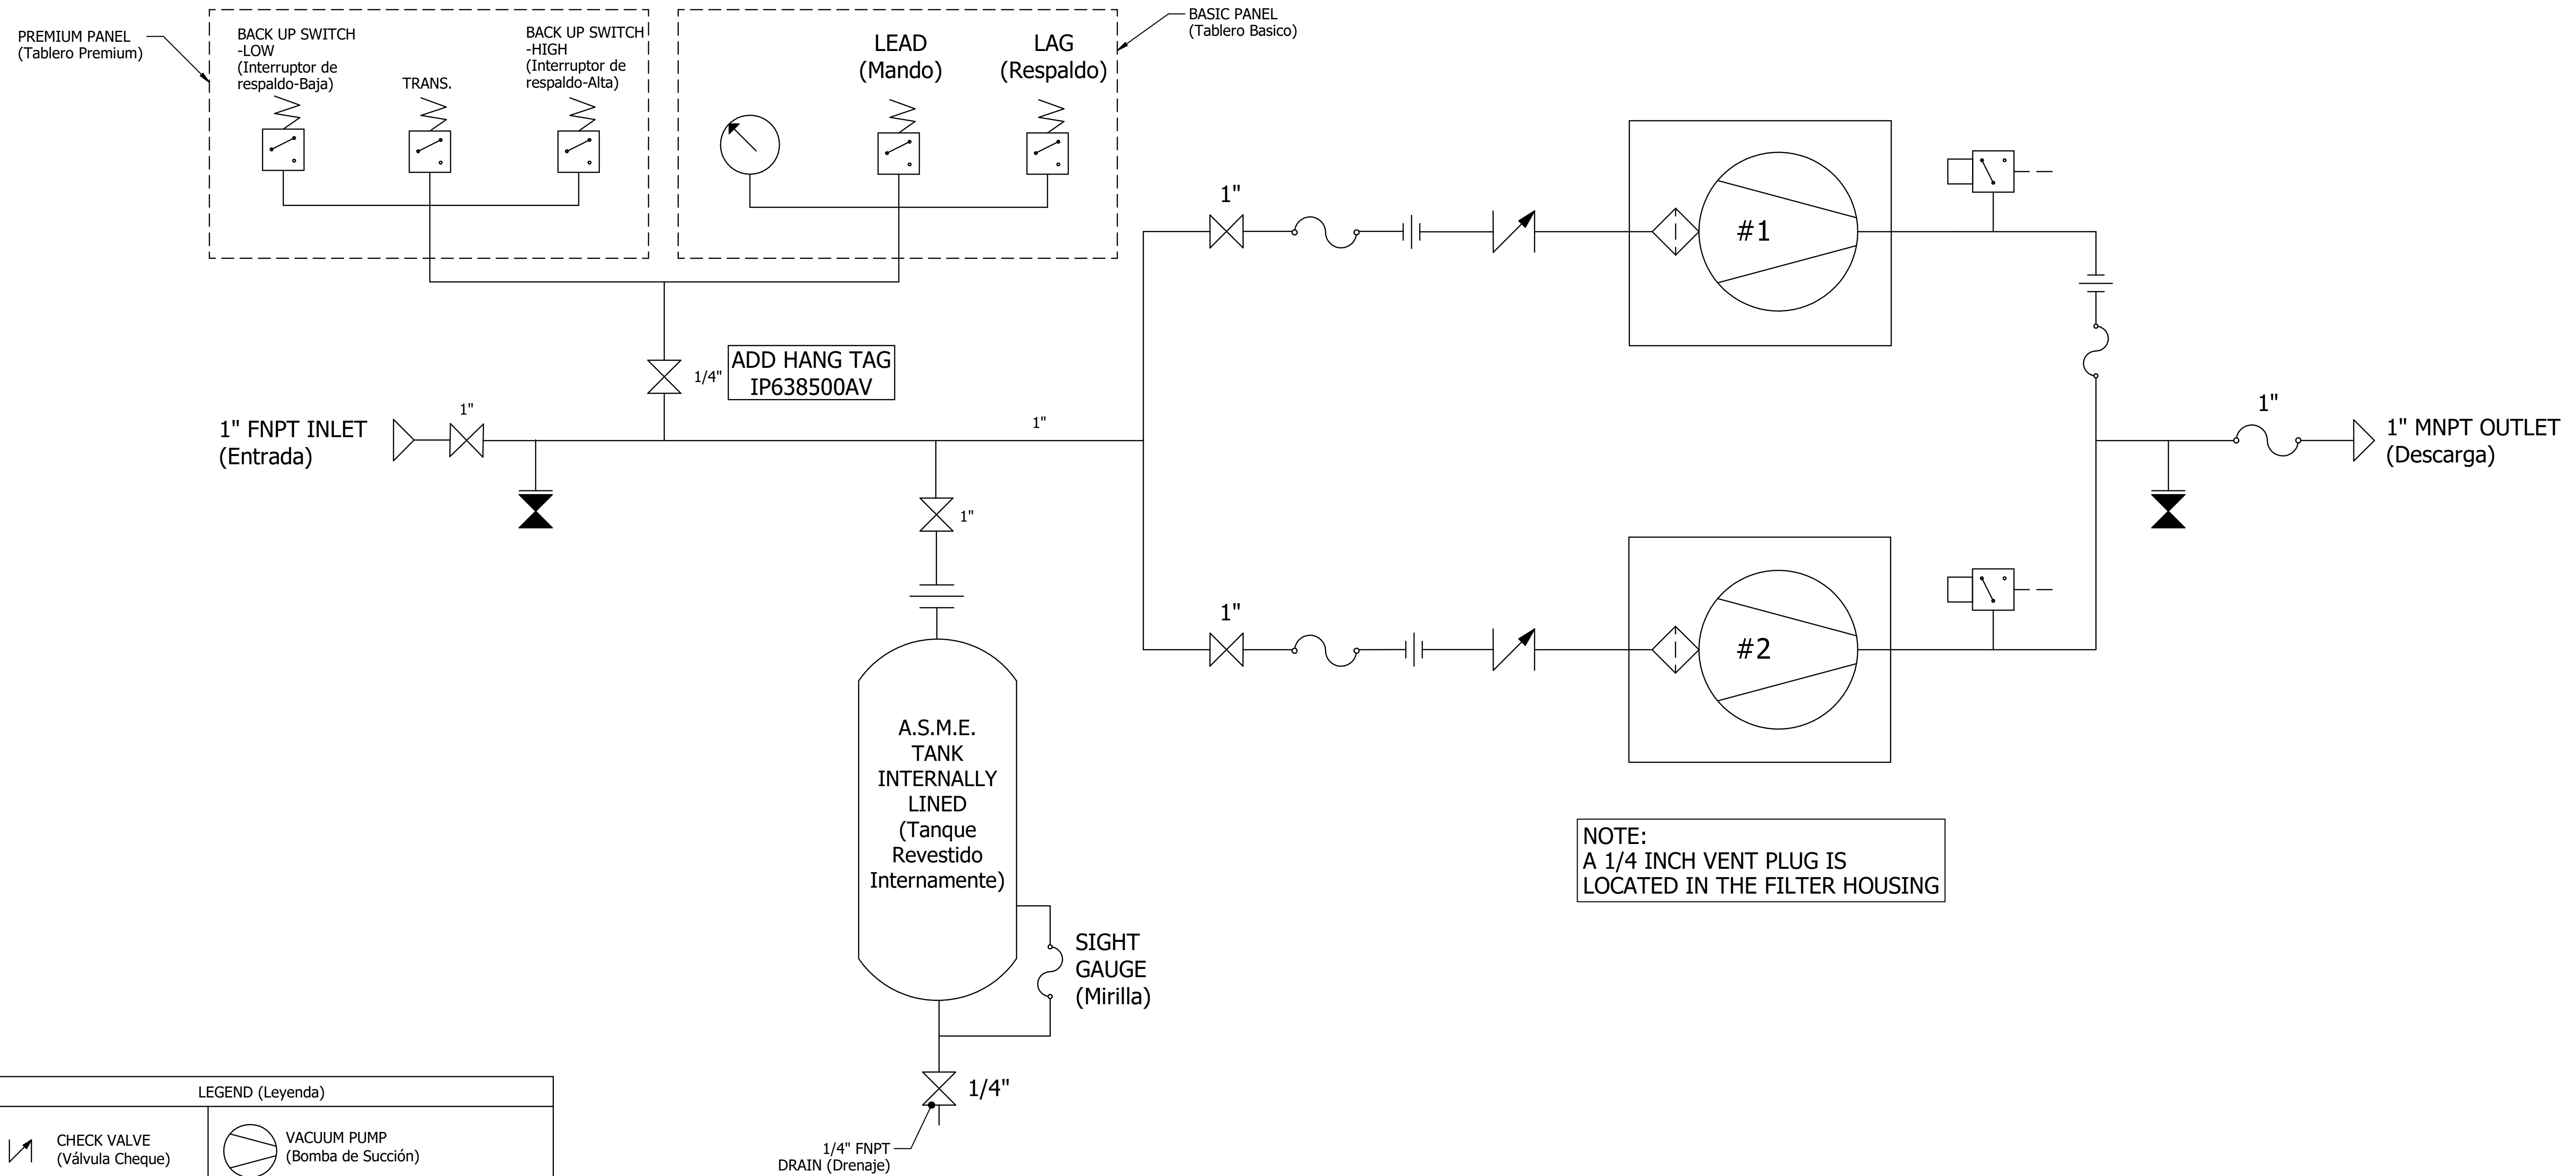 PREMIUM PANEL
(Tablero Premium)
BACK UP SWITCH
-LOW
(Interruptor de
respaldo-Baja)
TRANS.
BACK UP SWITCH
-HIGH
(Interruptor de
respaldo-Alta)
LEAD
(Mando)
LAG
(Respaldo)
BASIC PANEL
(Tablero Basico)
1"
#1
1/4"
ADD HANG TAG
IP638500AV
1" FNPT INLET
(Entrada)
1"
1"
1"
1" MNPT OUTLET
(Descarga)
1"
1"
#2
A.S.M.E.
TANK
INTERNALLY
LINED
(Tanque
Revestido
Internamente)
NOTE:
A 1/4 INCH VENT PLUG IS
LOCATED IN THE FILTER HOUSING
SIGHT
GAUGE
(Mirilla)
1/4"
1/4" FNPT
DRAIN (Drenaje)
LEGEND (Leyenda)
CHECK VALVE
(Válvula Cheque)
VACUUM PUMP
(Bomba de Succión)